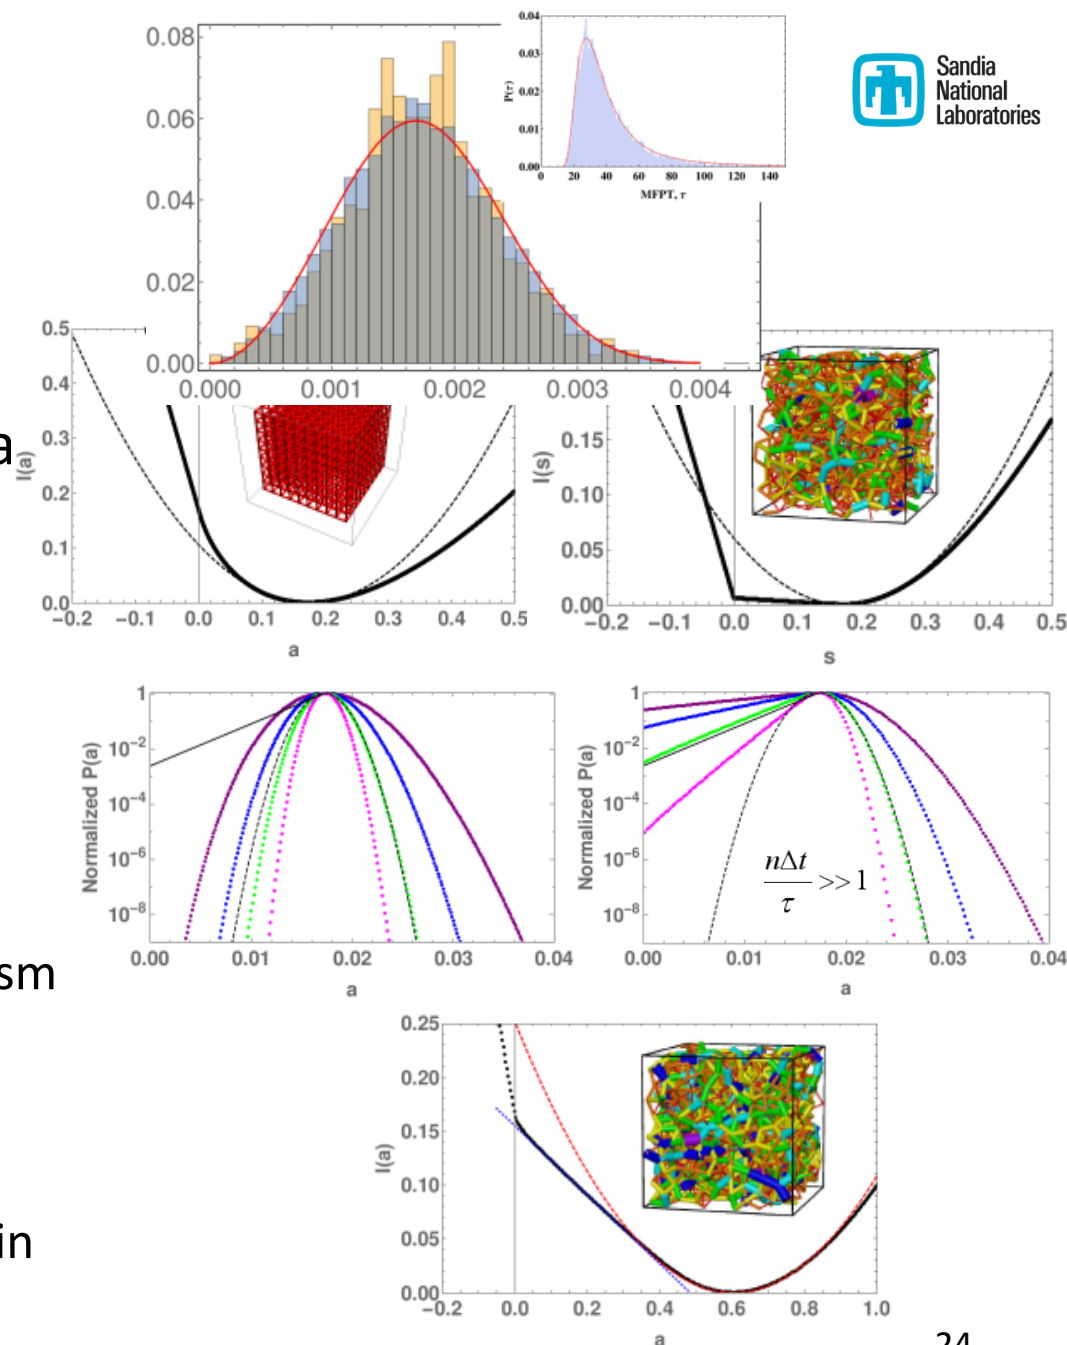 0.08
0.06
0.04
0.02
0.00
0.000 0.001 0.002 0.003 0.004
0.04
0.03
0.02
0.01
0.00
P(τ)
0 20 40 60 80 100 120 140
MFPT, τ
Sandia
National
Laboratories
a
0.5
0.4
0.3
0.2
0.1
0.0
I(a)
−0.2 −0.1 0.0 0.1 0.2 0.3 0.4 0.5
a
0.15
0.10
0.05
0.00
I(s)
−0.2 −0.1 0.0 0.1 0.2 0.3 0.4 0.5
s
1
10⁻²
10⁻⁴
10⁻⁶
10⁻⁸
Normalized P(a)
0.00 0.01 0.02 0.03 0.04
a
1
10⁻²
10⁻⁴
10⁻⁶
10⁻⁸
Normalized P(a)
nΔt/τ >> 1
0.00 0.01 0.02 0.03 0.04
a
sm
0.25
0.20
0.15
0.10
0.05
0.00
I(a)
−0.2 0.0 0.2 0.4 0.6 0.8 1.0
a
in
24